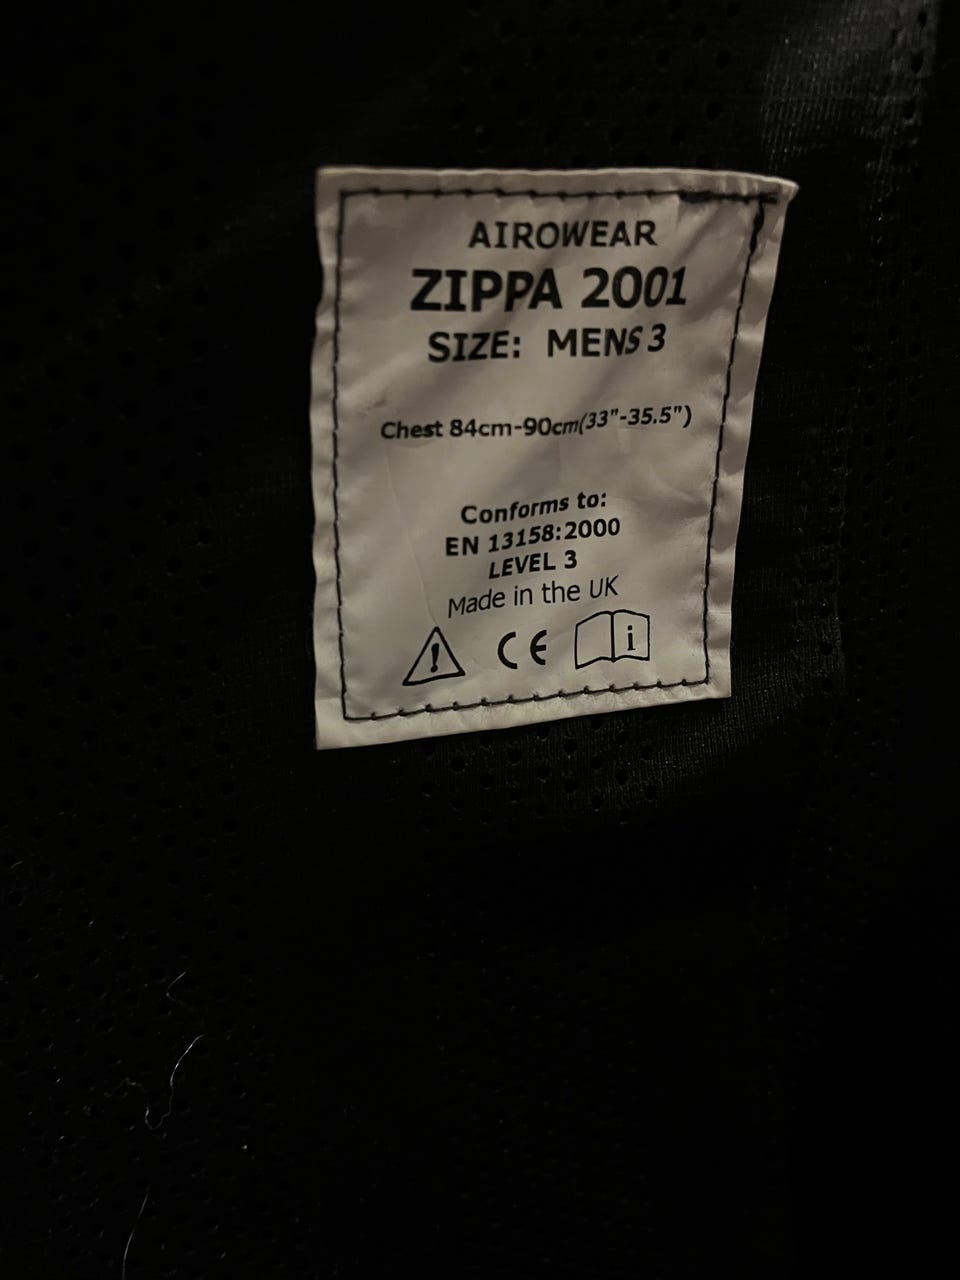 AIROWEAR
ZIPPA 2001
SIZE: MENS 3
Chest 84cm-90cm(33"-35.5")
Conforms to:
EN 13158:2000
LEVEL 3
Made in the UK
! CE i